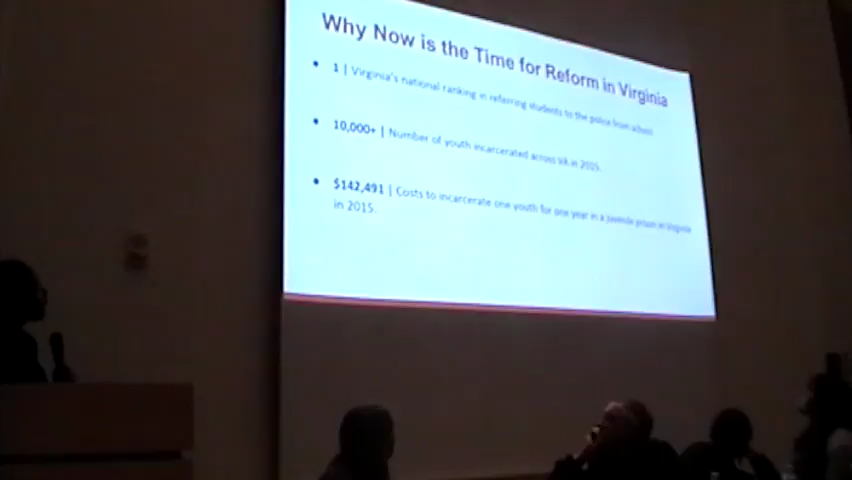 Why Now is the Time for Reform in Virginia
• 1 | Virginia's national ranking in referring students to the police from school.
• 10,000+ | Number of youth incarcerated across VA in 2015.
• $142,491 | Costs to incarcerate one youth for one year in a juvenile prison in Virginia
in 2015.